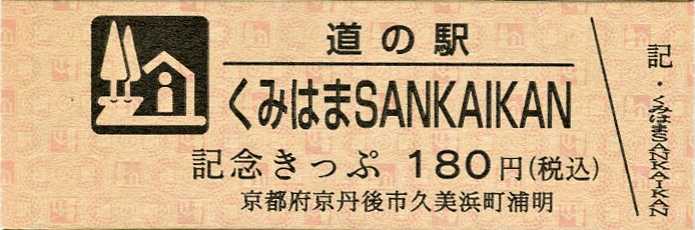 道の駅
くみはまSANKAIKAN
記念きっぷ 180円(税込)
京都府京丹後市久美浜町浦明
記・くみはまSANKAIKAN